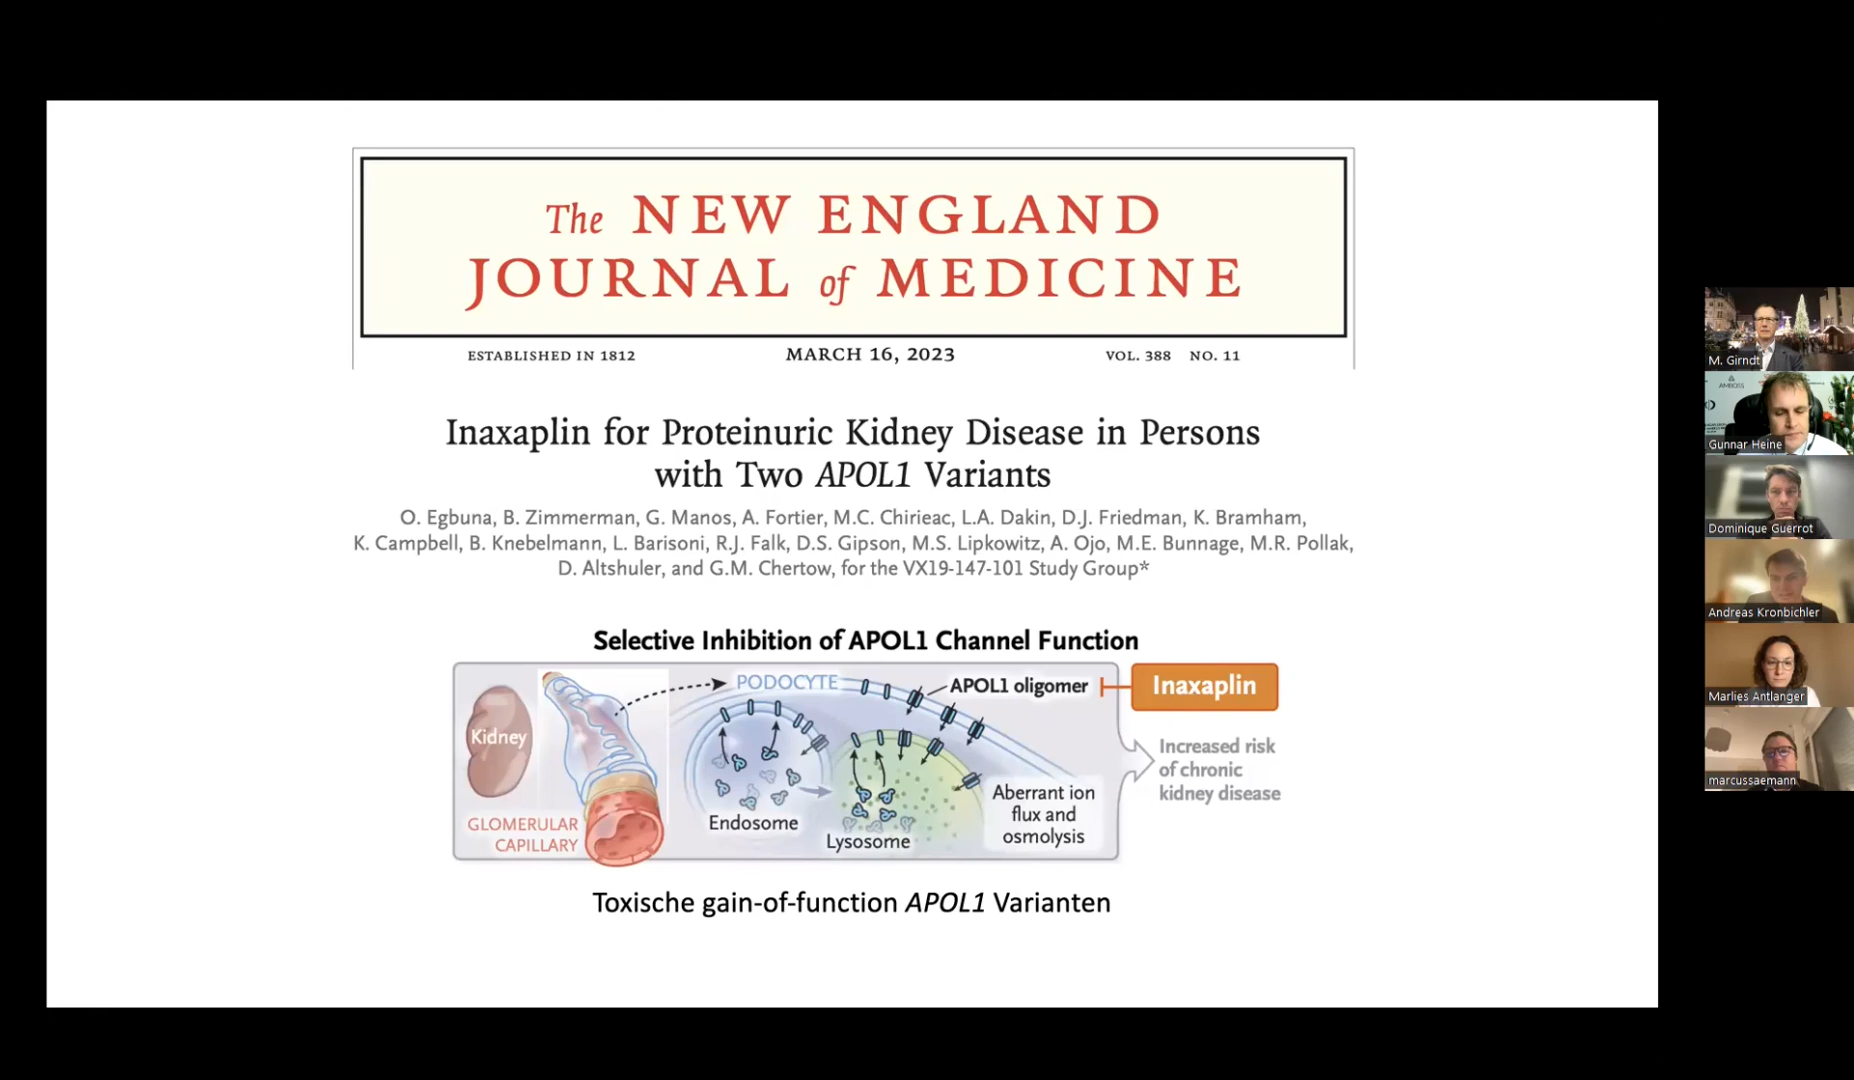 The NEW ENGLAND
JOURNAL of MEDICINE
ESTABLISHED IN 1812 MARCH 16, 2023 VOL. 388 NO. 11
Inaxaplin for Proteinuric Kidney Disease in Persons
with Two APOL1 Variants
O. Egbuna, B. Zimmerman, G. Manos, A. Fortier, M.C. Chirieac, L.A. Dakin, D.J. Friedman, K. Bramham,
K. Campbell, B. Knebelmann, L. Barisoni, R.J. Falk, D.S. Gipson, M.S. Lipkowitz, A. Ojo, M.E. Bunnage, M.R. Pollak,
D. Altshuler, and G.M. Chertow, for the VX19-147-101 Study Group*
Selective Inhibition of APOL1 Channel Function
PODOCYTE
APOL1 oligomer
Inaxaplin
Kidney
Increased risk
of chronic
kidney disease
Aberrant ion
flux and
osmolysis
GLOMERULAR
CAPILLARY
Endosome
Lysosome
Toxische gain-of-function APOL1 Varianten
M. Girndt
AMBOSS
Gunnar Heine
Dominique Guerrot
Andreas Kronbichler
Marlies Antlanger
marcussaemann